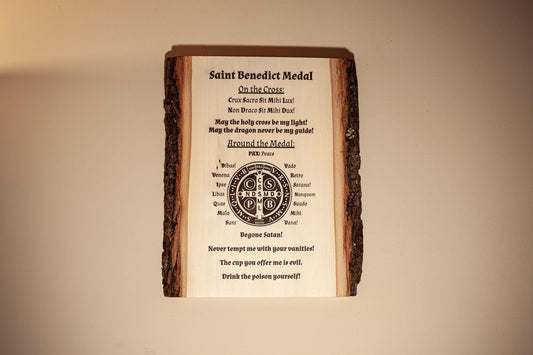 Saint Benedict Medal
On the Cross:
Crux Sacra Sit Mihi Lux!
Non Draco Sit Mihi Dux!
May the holy cross be my light!
May the dragon never be my guide!
Around the Medal:
PAX: Peace
Bibas! Vade
Venena Retro
Ipse Satana!
Libas Nunquam
Quae Suade
Mala Mihi
Sunt Vana!
C S
NDSMD
P B
Begone Satan!
Never tempt me with your vanities!
The cup you offer me is evil.
Drink the poison yourself!